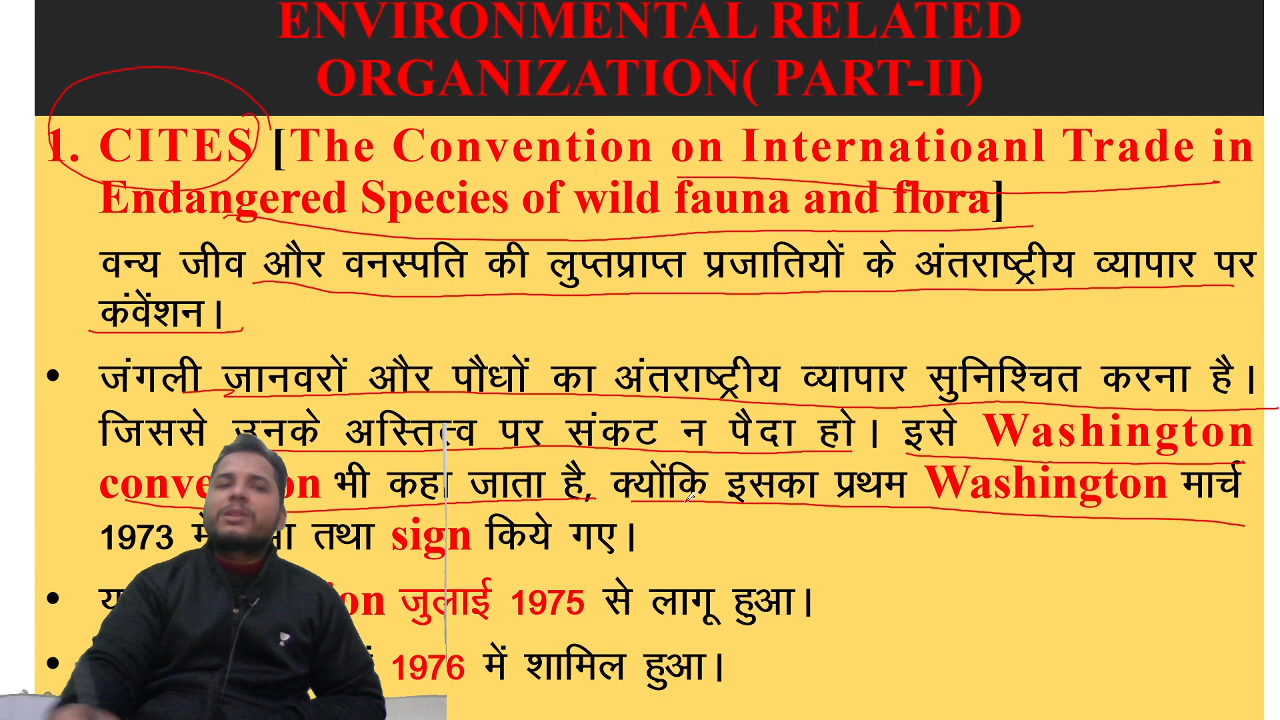 ENVIRONMENTAL RELATED
ORGANIZATION( PART-II)
1. CITES [The Convention on Internatioanl Trade in
Endangered Species of wild fauna and flora]
वन्य जीव और वनस्पति की लुप्तप्राप्त प्रजातियों के अंतराष्ट्रीय व्यापार पर
कंवेंशन।
• जंगली जानवरों और पौधों का अंतराष्ट्रीय व्यापार सुनिश्चित करना है।
जिससे उनके अस्तित्व पर संकट न पैदा हो। इसे Washington
भी कहा जाता है, क्योंकि इसका प्रथम Washington मार्च
1973 तथा sign किये गए।
• जुलाई 1975 से लागू हुआ।
• 1976 में शामिल हुआ।